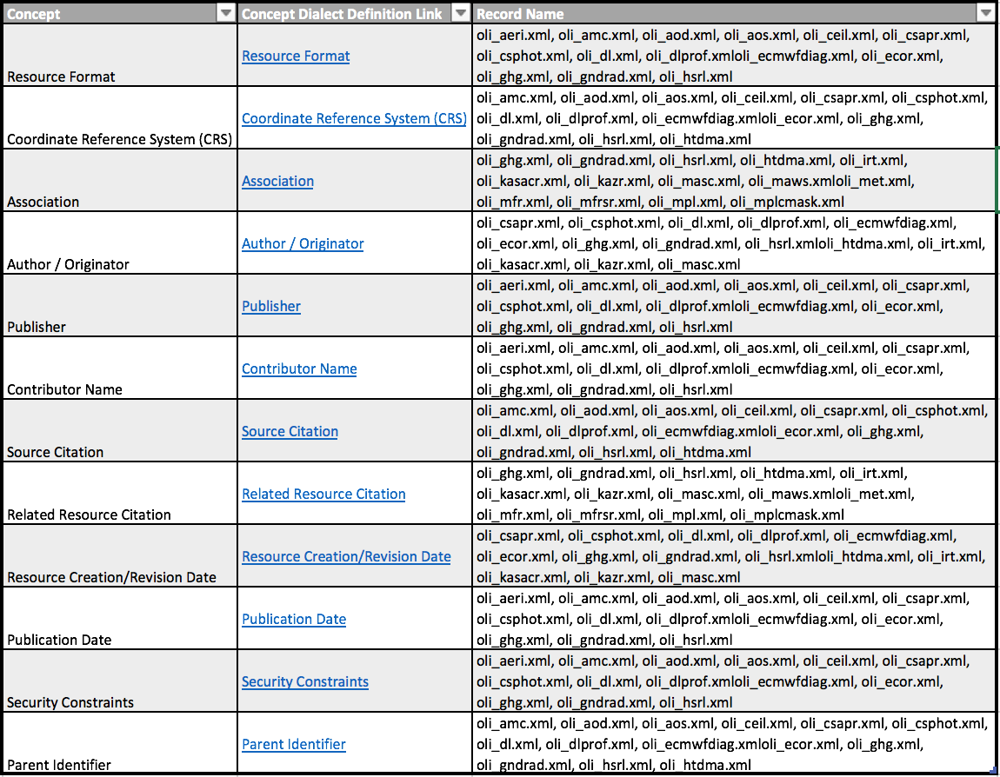 Concept Concept Dialect Definition Link Record Name
oli_aeri.xml, oli_amc.xml, oli_aod.xml, oli_aos.xml, oli_ceil.xml, oli_csapr.xml,
Resource Format oli_csphot.xml, oli_dl.xml, oli_dlprof.xmloli_ecmwfdiag.xml, oli_ecor.xml,
Resource Format oli_ghg.xml, oli_gndrad.xml, oli_hsrl.xml
oli_amc.xml, oli_aod.xml, oli_aos.xml, oli_ceil.xml, oli_csapr.xml, oli_csphot.xml,
Coordinate Reference System (CRS) oli_dl.xml, oli_dlprof.xml, oli_ecmwfdiag.xmloli_ecor.xml, oli_ghg.xml,
Coordinate Reference System (CRS) oli_gndrad.xml, oli_hsrl.xml, oli_htdma.xml
oli_ghg.xml, oli_gndrad.xml, oli_hsrl.xml, oli_htdma.xml, oli_irt.xml,
Association oli_kasacr.xml, oli_kazr.xml, oli_masc.xml, oli_maws.xmloli_met.xml,
Association oli_mfr.xml, oli_mfrsr.xml, oli_mpl.xml, oli_mplcmask.xml
oli_csapr.xml, oli_csphot.xml, oli_dl.xml, oli_dlprof.xml, oli_ecmwfdiag.xml,
Author / Originator oli_ecor.xml, oli_ghg.xml, oli_gndrad.xml, oli_hsrl.xmloli_htdma.xml, oli_irt.xml,
Author / Originator oli_kasacr.xml, oli_kazr.xml, oli_masc.xml
oli_aeri.xml, oli_amc.xml, oli_aod.xml, oli_aos.xml, oli_ceil.xml, oli_csapr.xml,
Publisher oli_csphot.xml, oli_dl.xml, oli_dlprof.xmloli_ecmwfdiag.xml, oli_ecor.xml,
Publisher oli_ghg.xml, oli_gndrad.xml, oli_hsrl.xml
oli_aeri.xml, oli_amc.xml, oli_aod.xml, oli_aos.xml, oli_ceil.xml, oli_csapr.xml,
Contributor Name oli_csphot.xml, oli_dl.xml, oli_dlprof.xmloli_ecmwfdiag.xml, oli_ecor.xml,
Contributor Name oli_ghg.xml, oli_gndrad.xml, oli_hsrl.xml
oli_amc.xml, oli_aod.xml, oli_aos.xml, oli_ceil.xml, oli_csapr.xml, oli_csphot.xml,
Source Citation oli_dl.xml, oli_dlprof.xml, oli_ecmwfdiag.xmloli_ecor.xml, oli_ghg.xml,
Source Citation oli_gndrad.xml, oli_hsrl.xml, oli_htdma.xml
oli_ghg.xml, oli_gndrad.xml, oli_hsrl.xml, oli_htdma.xml, oli_irt.xml,
Related Resource Citation oli_kasacr.xml, oli_kazr.xml, oli_masc.xml, oli_maws.xmloli_met.xml,
Related Resource Citation oli_mfr.xml, oli_mfrsr.xml, oli_mpl.xml, oli_mplcmask.xml
oli_csapr.xml, oli_csphot.xml, oli_dl.xml, oli_dlprof.xml, oli_ecmwfdiag.xml,
Resource Creation/Revision Date oli_ecor.xml, oli_ghg.xml, oli_gndrad.xml, oli_hsrl.xmloli_htdma.xml, oli_irt.xml,
Resource Creation/Revision Date oli_kasacr.xml, oli_kazr.xml, oli_masc.xml
oli_aeri.xml, oli_amc.xml, oli_aod.xml, oli_aos.xml, oli_ceil.xml, oli_csapr.xml,
Publication Date oli_csphot.xml, oli_dl.xml, oli_dlprof.xmloli_ecmwfdiag.xml, oli_ecor.xml,
Publication Date oli_ghg.xml, oli_gndrad.xml, oli_hsrl.xml
oli_aeri.xml, oli_amc.xml, oli_aod.xml, oli_aos.xml, oli_ceil.xml, oli_csapr.xml,
Security Constraints oli_csphot.xml, oli_dl.xml, oli_dlprof.xmloli_ecmwfdiag.xml, oli_ecor.xml,
Security Constraints oli_ghg.xml, oli_gndrad.xml, oli_hsrl.xml
oli_amc.xml, oli_aod.xml, oli_aos.xml, oli_ceil.xml, oli_csapr.xml, oli_csphot.xml,
Parent Identifier oli_dl.xml, oli_dlprof.xml, oli_ecmwfdiag.xmloli_ecor.xml, oli_ghg.xml,
Parent Identifier oli_gndrad.xml, oli_hsrl.xml, oli_htdma.xml